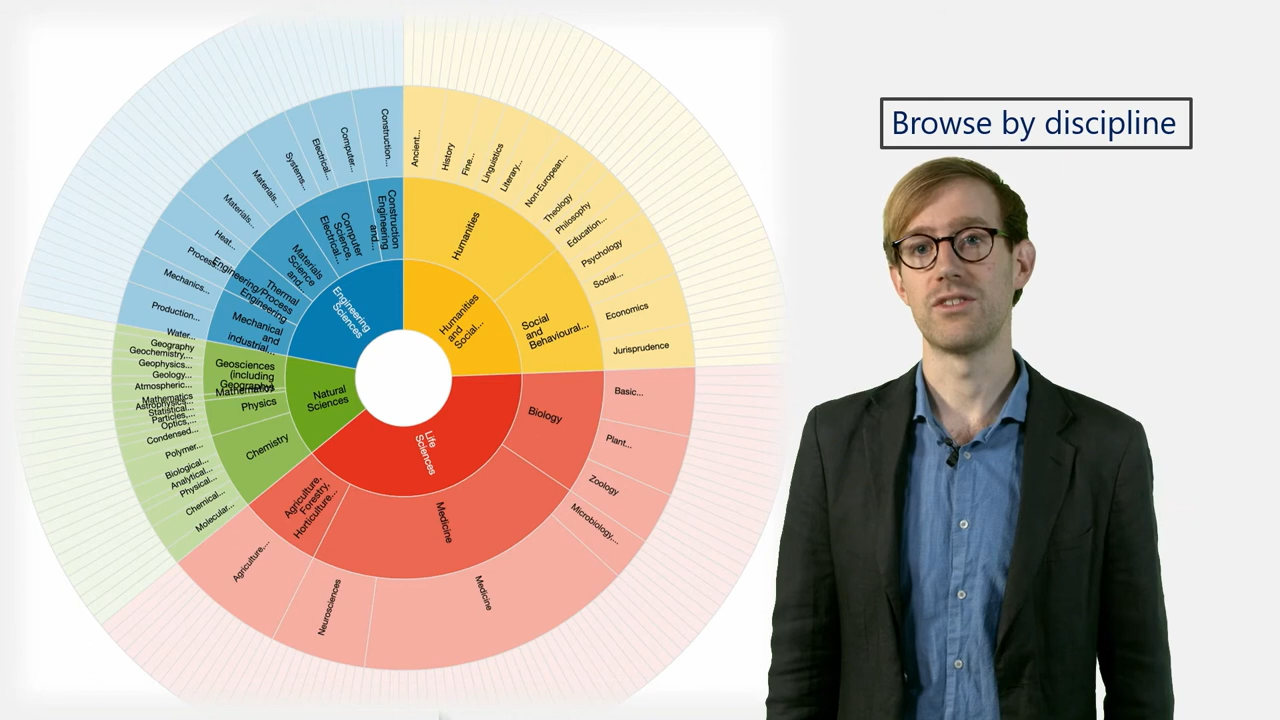 Browse by discipline
Construction...
Computer...
Electrical...
Systems...
Materials...
Materials...
Heat...
Process...
Mechanics...
Production...
Construction
Engineering
and...
Computer
Science,
Electrical...
Materials
Science
and...
Thermal
Engineering/Process
Engineering
Mechanical
and
industrial...
Engineering
Sciences
Ancient...
History
Fine...
Linguistics
Literary...
Non-European...
Theology
Philosophy
Education...
Psychology
Social...
Economics
Jurisprudence
Humanities
Social
and
Behavioural...
Humanities
and
Social...
Water...
Geography
Geochemistry,...
Geophysics...
Geology...
Atmospheric...
Mathematics
Astrophysics...
Statistical...
Particles,...
Optics,...
Condensed...
Polymer...
Biological...
Analytical...
Physical...
Chemical...
Molecular...
Geosciences
(including
Geography)
Mathematics
Physics
Chemistry
Natural
Sciences
Life
Sciences
Biology
Medicine
Agriculture,
Forestry,
Horticulture...
Basic...
Plant...
Zoology
Microbiology,...
Medicine
Neurosciences
Agriculture,...